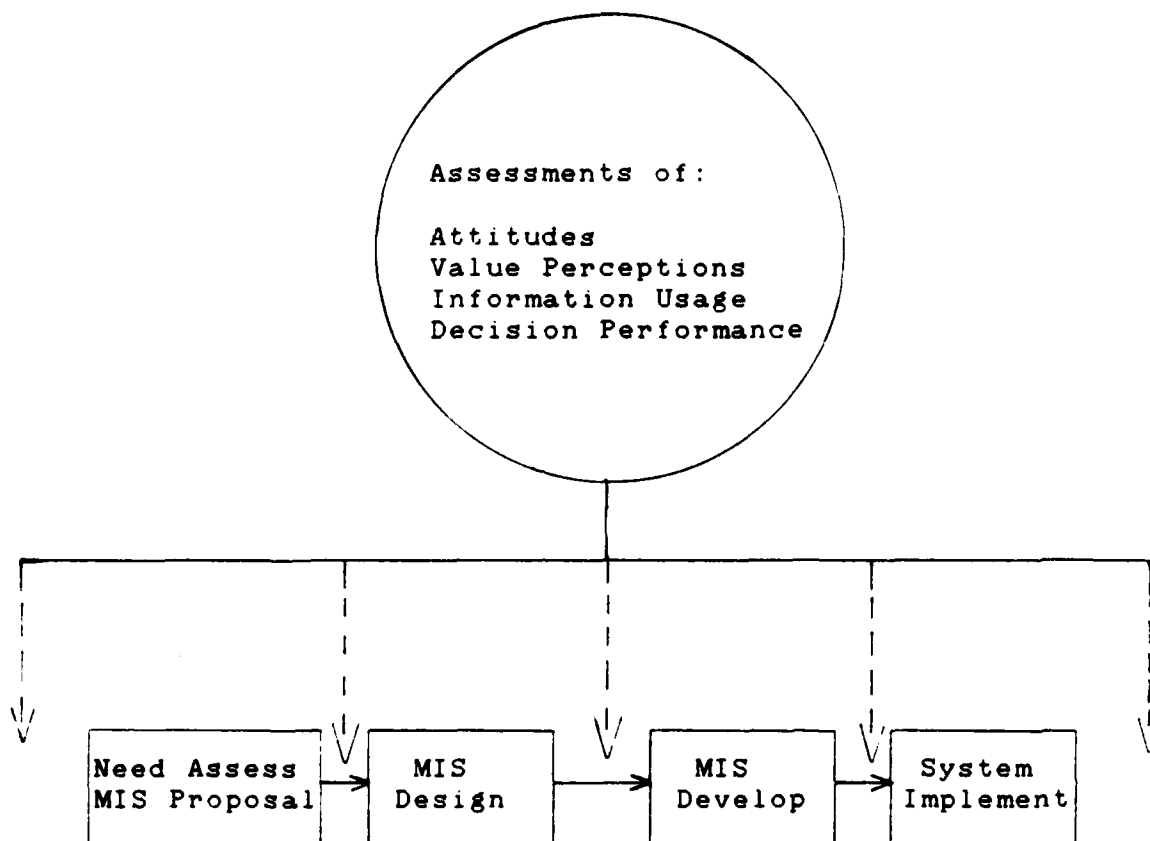 Assessments of:
Attitudes
Value Perceptions
Information Usage
Decision Performance
Need Assess
MIS Proposal
MIS
Design
MIS
Develop
System
Implement